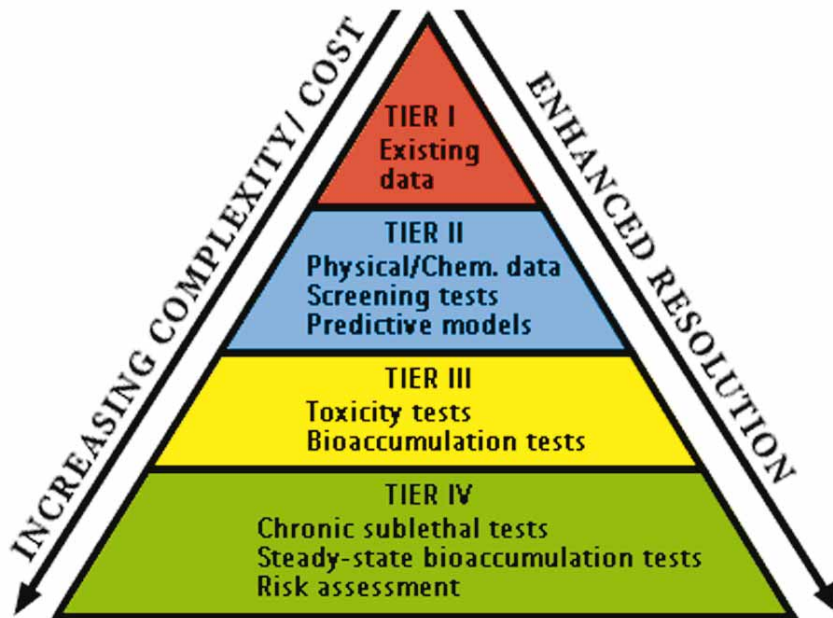 INCREASING COMPLEXITY/ COST
ENHANCED RESOLUTION
TIER I
Existing
data
TIER II
Physical/Chem. data
Screening tests
Predictive models
TIER III
Toxicity tests
Bioaccumulation tests
TIER IV
Chronic sublethal tests
Steady-state bioaccumulation tests
Risk assessment